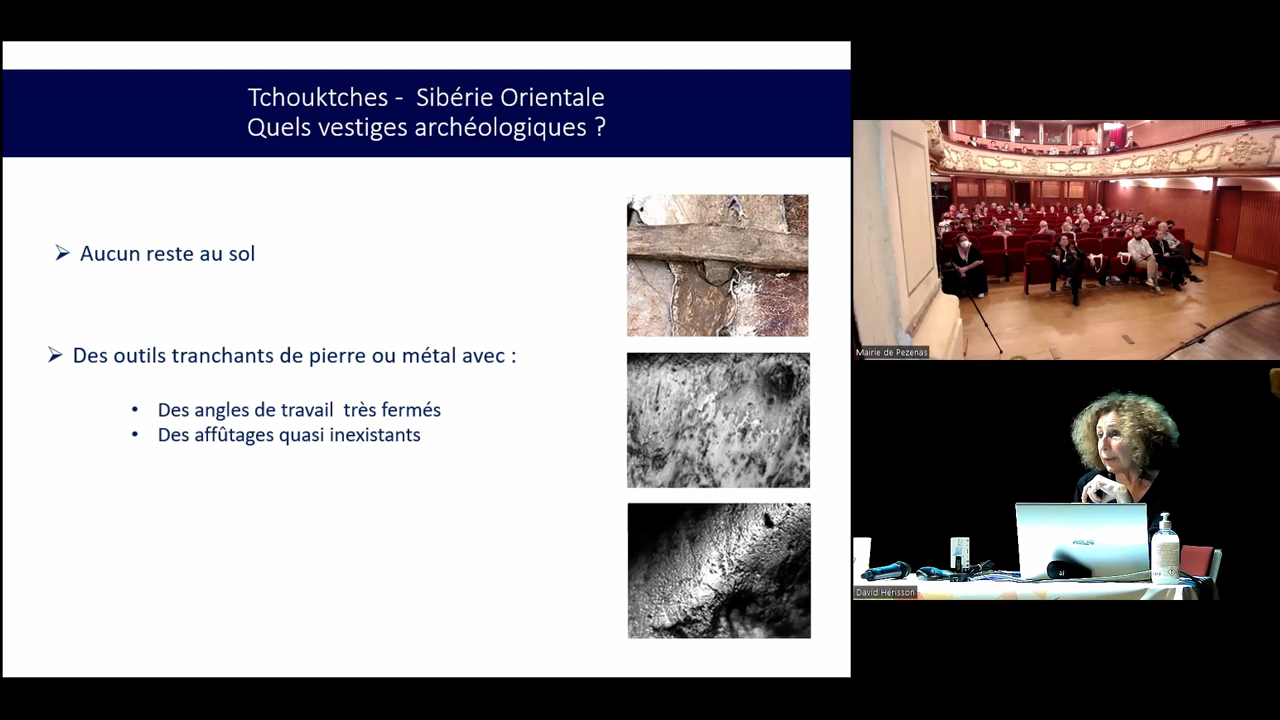 Tchouktches - Sibérie Orientale
Quels vestiges archéologiques ?
➢ Aucun reste au sol
➢ Des outils tranchants de pierre ou métal avec :
• Des angles de travail très fermés
• Des affûtages quasi inexistants
Mairie de Pezenas
ASUS
David Hérisson